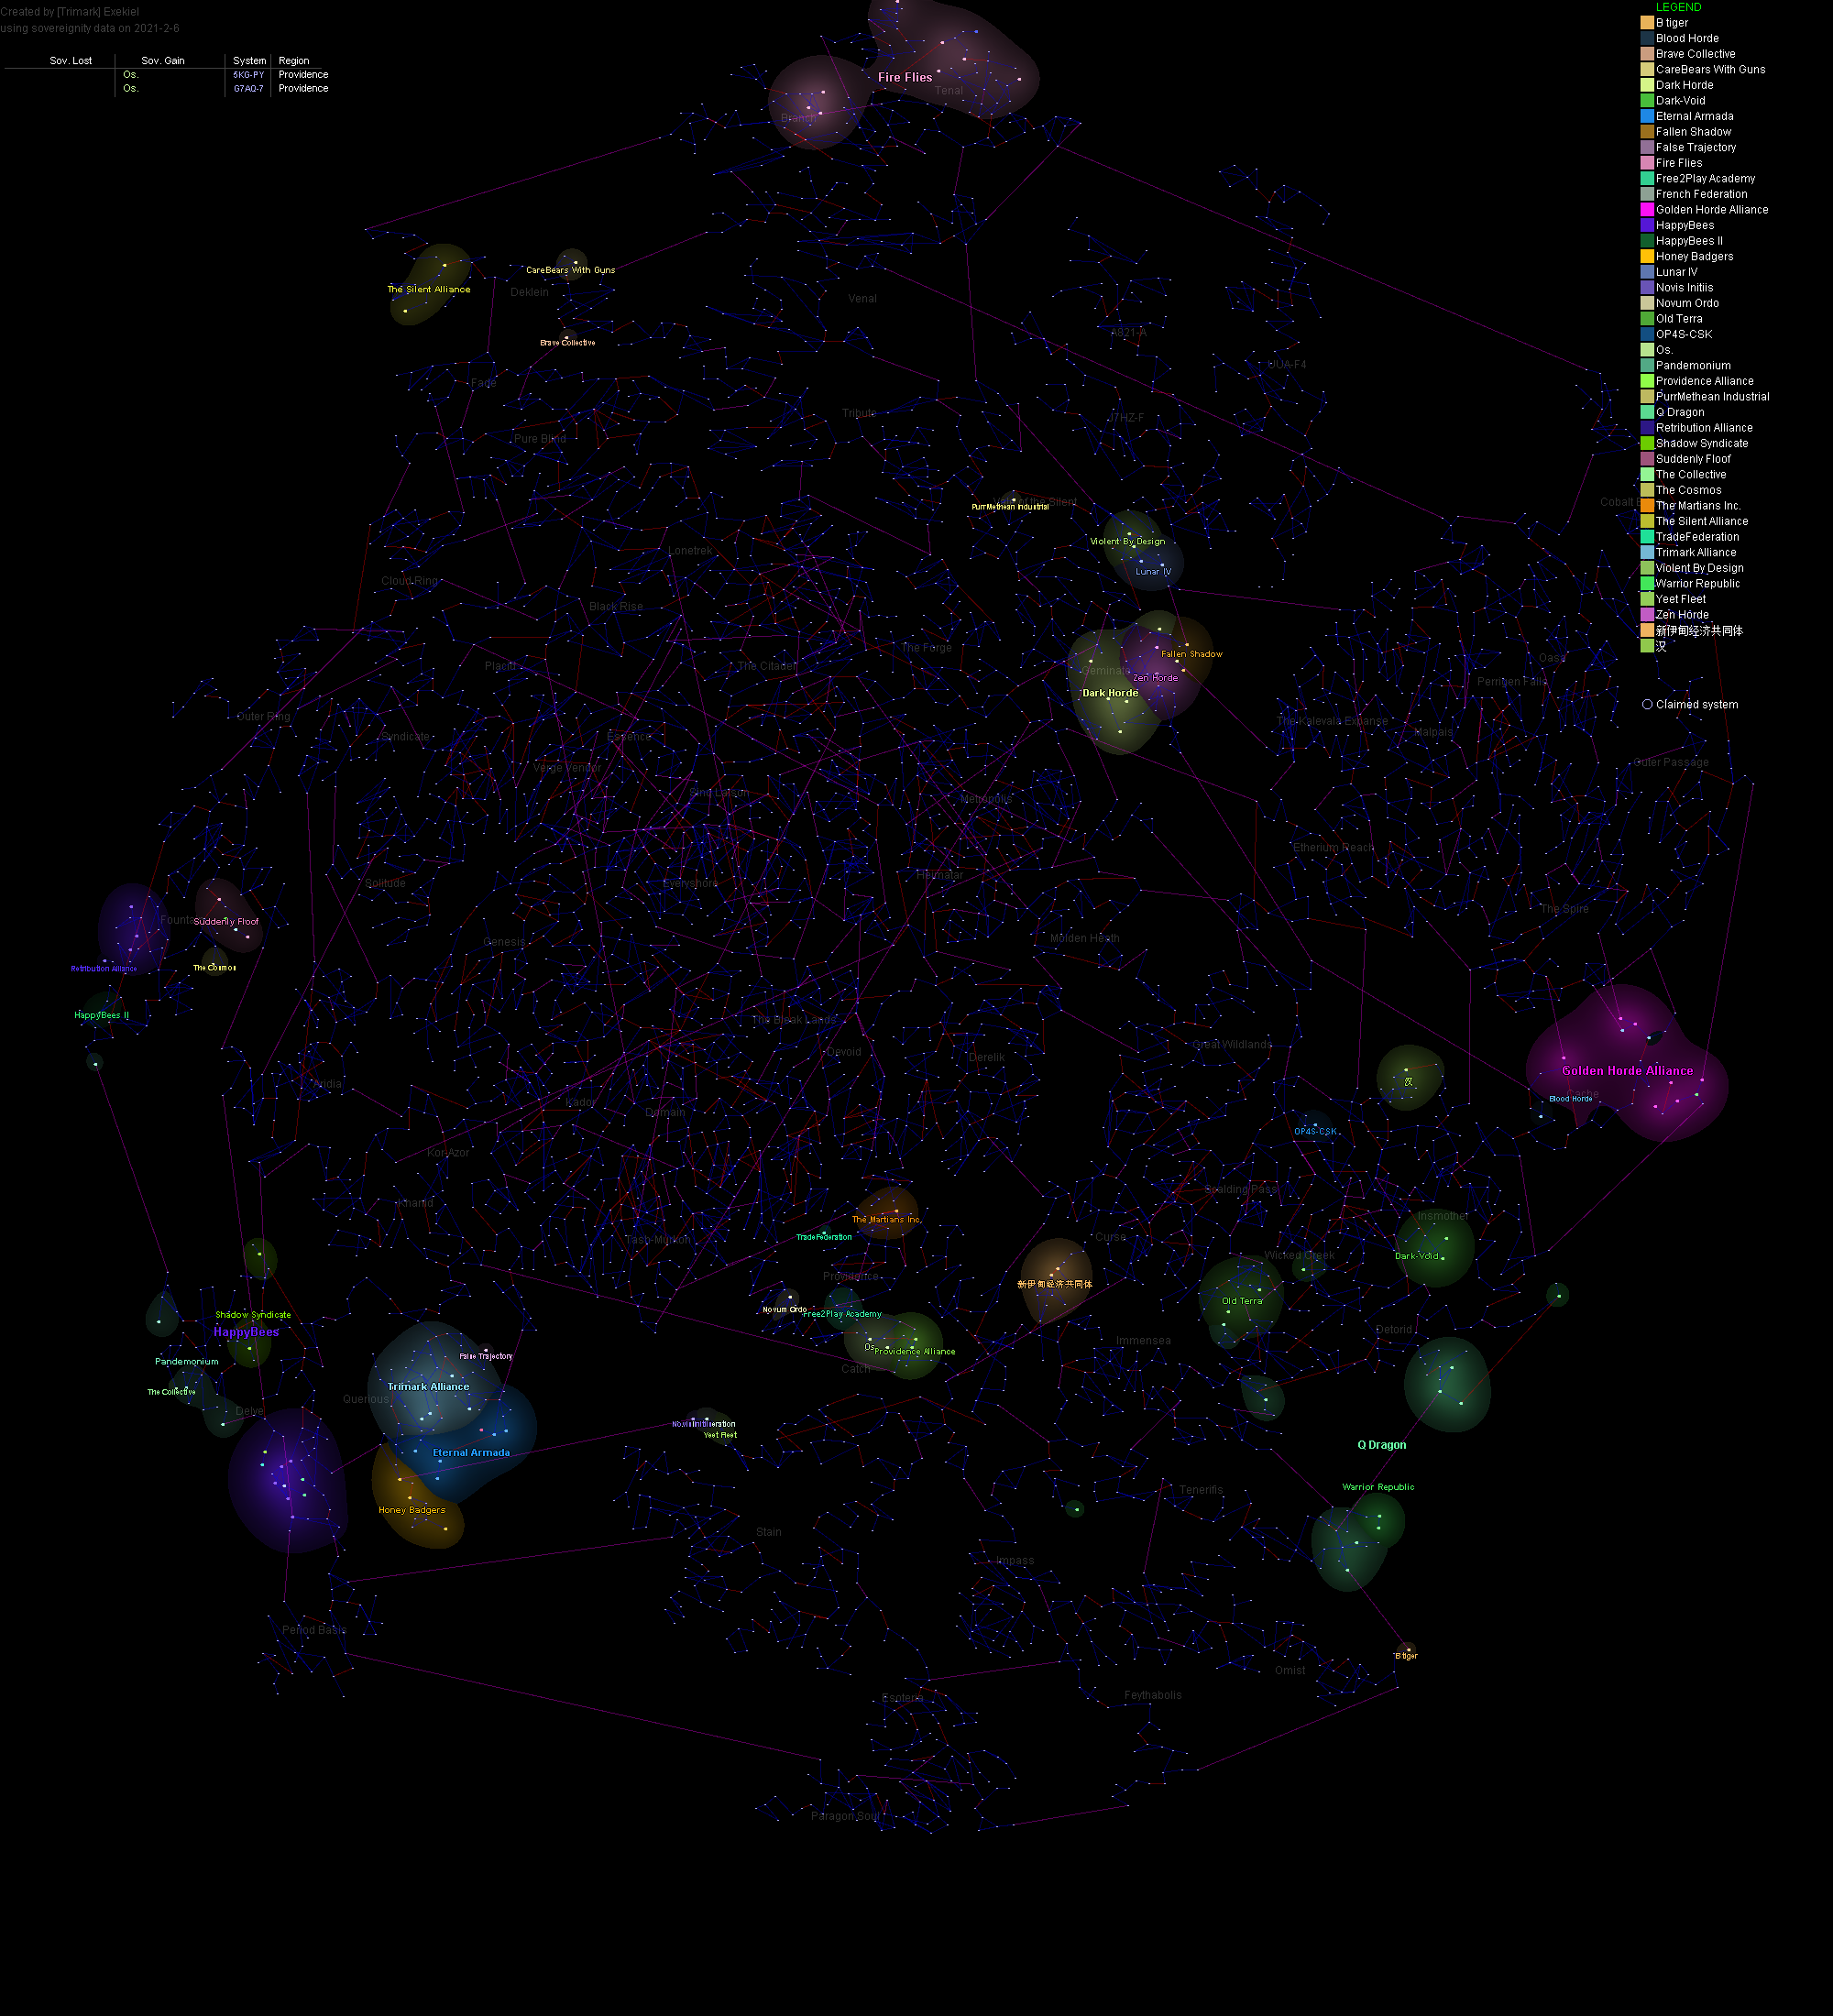 Created by [Trimark] Exekiel
using sovereignity data on 2021-2-6
Sov. Lost Sov. Gain System Region
Os. 5KG-PY Providence
Os. G7AQ-7 Providence
LEGEND
B tiger
Blood Horde
Brave Collective
CareBears With Guns
Dark Horde
Dark-Void
Eternal Armada
Fallen Shadow
False Trajectory
Fire Flies
Free2Play Academy
French Federation
Golden Horde Alliance
HappyBees
HappyBees II
Honey Badgers
Lunar IV
Novis Initiis
Novum Ordo
Old Terra
OP4S-CSK
Os.
Pandemonium
Providence Alliance
PurrMethean Industrial
Q Dragon
Retribution Alliance
Shadow Syndicate
Suddenly Floof
The Collective
The Cosmos
The Martians Inc.
The Silent Alliance
TradeFederation
Trimark Alliance
Violent By Design
Warrior Republic
Yeet Fleet
Zen Horde
新伊甸经济共同体
汉
Claimed system
Fire Flies
Tenal
Branch
CareBears With Guns
The Silent Alliance
Deklein
Venal
A821-A
Brave Collective
UUA-F4
Fade
Tribute
J7HZ-F
Pure Blind
Cobalt
of the Silent
PurrMethean Industrial
Violent By Design
Lonetrek
Lunar IV
Cloud Ring
Black Rise
The Forge
Fallen Shadow
Oasa
Placid
The Citadel
Geminate
Zen Horde
Perrigen Falls
Dark Horde
Outer Ring
The Kalevala Expanse
Malpais
Syndicate
Essence
Outer Passage
Verge Vendor
Sinq Laison
Metropolis
Etherium Reach
Heimatar
Solitude
Everyshore
The Spire
Suddenly Floof
Molden Heath
Genesis
Retribution Alliance
The Cosmos
HappyBees II
The Bleak Lands
Great Wildlands
Devoid
Derelik
Golden Horde Alliance
Aridia
汉
Cache
Blood Horde
Kador
Domain
OP4S-CSK
Kor-Azor
Scalding Pass
Khanid
Insmother
The Martians Inc.
TradeFederation
Curse
Tash-Murkon
Wicked Creek
Dark-Void
Providence
新伊甸经济共同体
Old Terra
Novum Ordo
Free2Play Academy
Shadow Syndicate
HappyBees
Detorid
Immensea
Os
Providence Alliance
False Trajectory
Pandemonium
Catch
Trimark Alliance
The Collective
Querious
Delve
Yeet Fleet
Q Dragon
Eternal Armada
Warrior Republic
Tenerifis
Honey Badgers
Stain
Impass
Period Basis
B tiger
Omist
Feythabolis
Esoteria
Paragon Soul